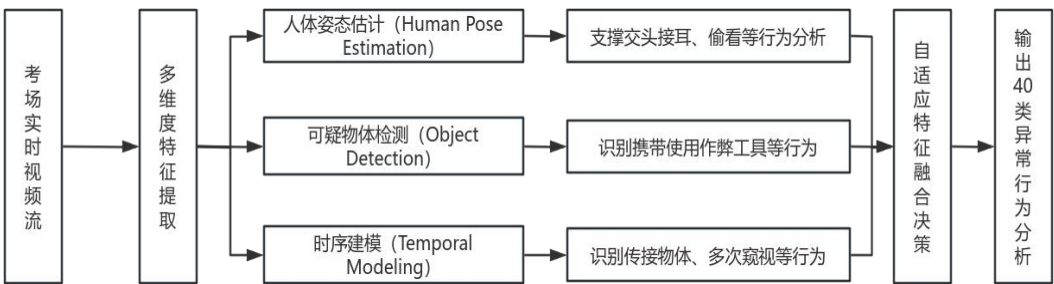 考场实时视频流
多维度特征提取
人体姿态估计（Human Pose
Estimation）
支撑交头接耳、偷看等行为分析
可疑物体检测（Object
Detection）
识别携带使用作弊工具等行为
时序建模（Temporal
Modeling）
识别传接物体、多次窥视等行为
自适应特征融合决策
输出40类异常行为分析